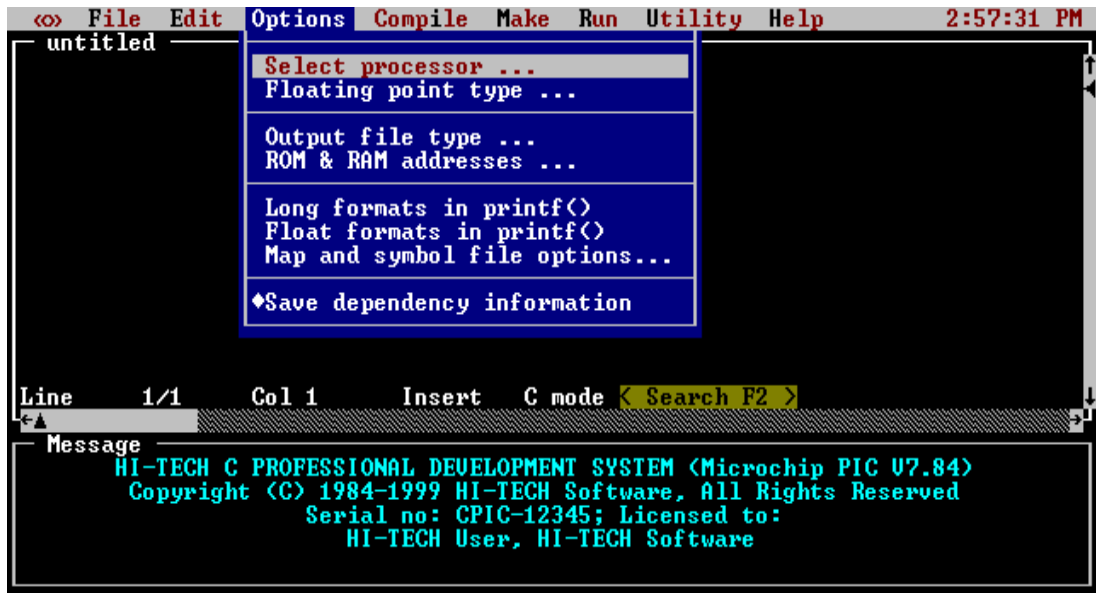 «» File Edit Options Compile Make Run Utility Help 2:57:31 PM
untitled
Select processor ...
Floating point type ...
Output file type ...
ROM & RAM addresses ...
Long formats in printf()
Float formats in printf()
Map and symbol file options...
♦Save dependency information
Line 1/1 Col 1 Insert C mode < Search F2 >
Message
HI-TECH C PROFESSIONAL DEVELOPMENT SYSTEM (Microchip PIC V7.84)
Copyright (C) 1984-1999 HI-TECH Software, All Rights Reserved
Serial no: CPIC-12345; Licensed to:
HI-TECH User, HI-TECH Software